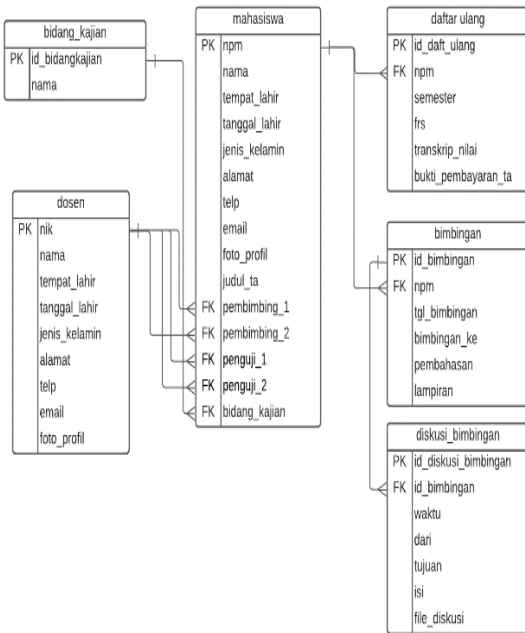 bidang_kajian
PK id_bidangkajian
nama
dosen
PK nik
nama
tempat_lahir
tanggal_lahir
jenis_kelamin
alamat
telp
email
foto_profil
mahasiswa
PK npm
nama
tempat_lahir
tanggal_lahir
jenis_kelamin
alamat
telp
email
foto_profil
judul_ta
FK pembimbing_1
FK pembimbing_2
FK penguji_1
FK penguji_2
FK bidang_kajian
daftar ulang
PK id_daft_ulang
FK npm
semester
frs
transkrip_nilai
bukti_pembayaran_ta
bimbingan
PK id_bimbingan
FK npm
tgl_bimbingan
bimbingan_ke
pembahasan
lampiran
diskusi_bimbingan
PK id_diskusi_bimbingan
FK id_bimbingan
waktu
dari
tujuan
isi
file_diskusi